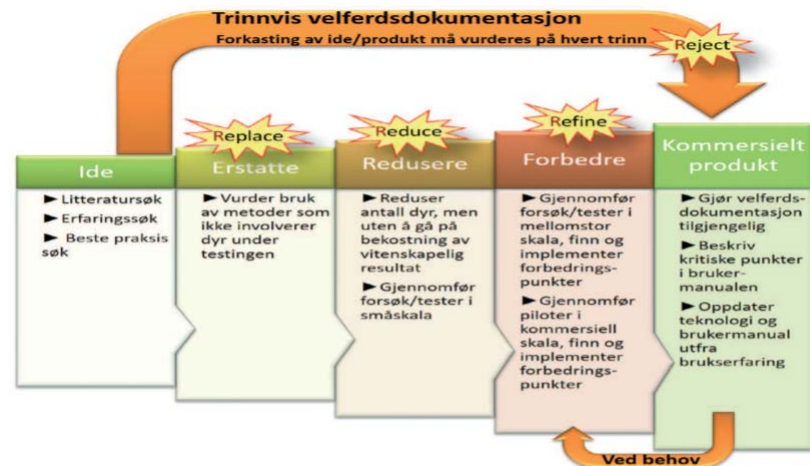 Trinnvis velferdsdokumentasjon
Forkasting av ide/produkt må vurderes på hvert trinn
Reject
Replace
Reduce
Refine
Ide
► Litteratursøk
► Erfaringssøk
► Beste praksis
søk
Erstatte
► Vurder bruk
av metoder som
ikke involverer
dyr under
testingen
Redusere
► Reduser
antall dyr, men
uten å gå på
bekostning av
vitenskapelig
resultat
► Gjennomfør
forsøk/tester i
småskala
Forbedre
► Gjennomfør
forsøk/tester i
mellomstor
skala, finn og
implementer
forbedrings-
punkter
► Gjennomfør
piloter i
kommersiell
skala, finn og
implementer
forbedrings-
punkter
Kommersielt
produkt
► Gjør velferds-
dokumentasjon
tilgjengelig
► Beskriv
kritiske punkter
i bruker-
manualen
► Oppdater
teknologi og
brukermanual
utfra
brukserfaring
Ved behov